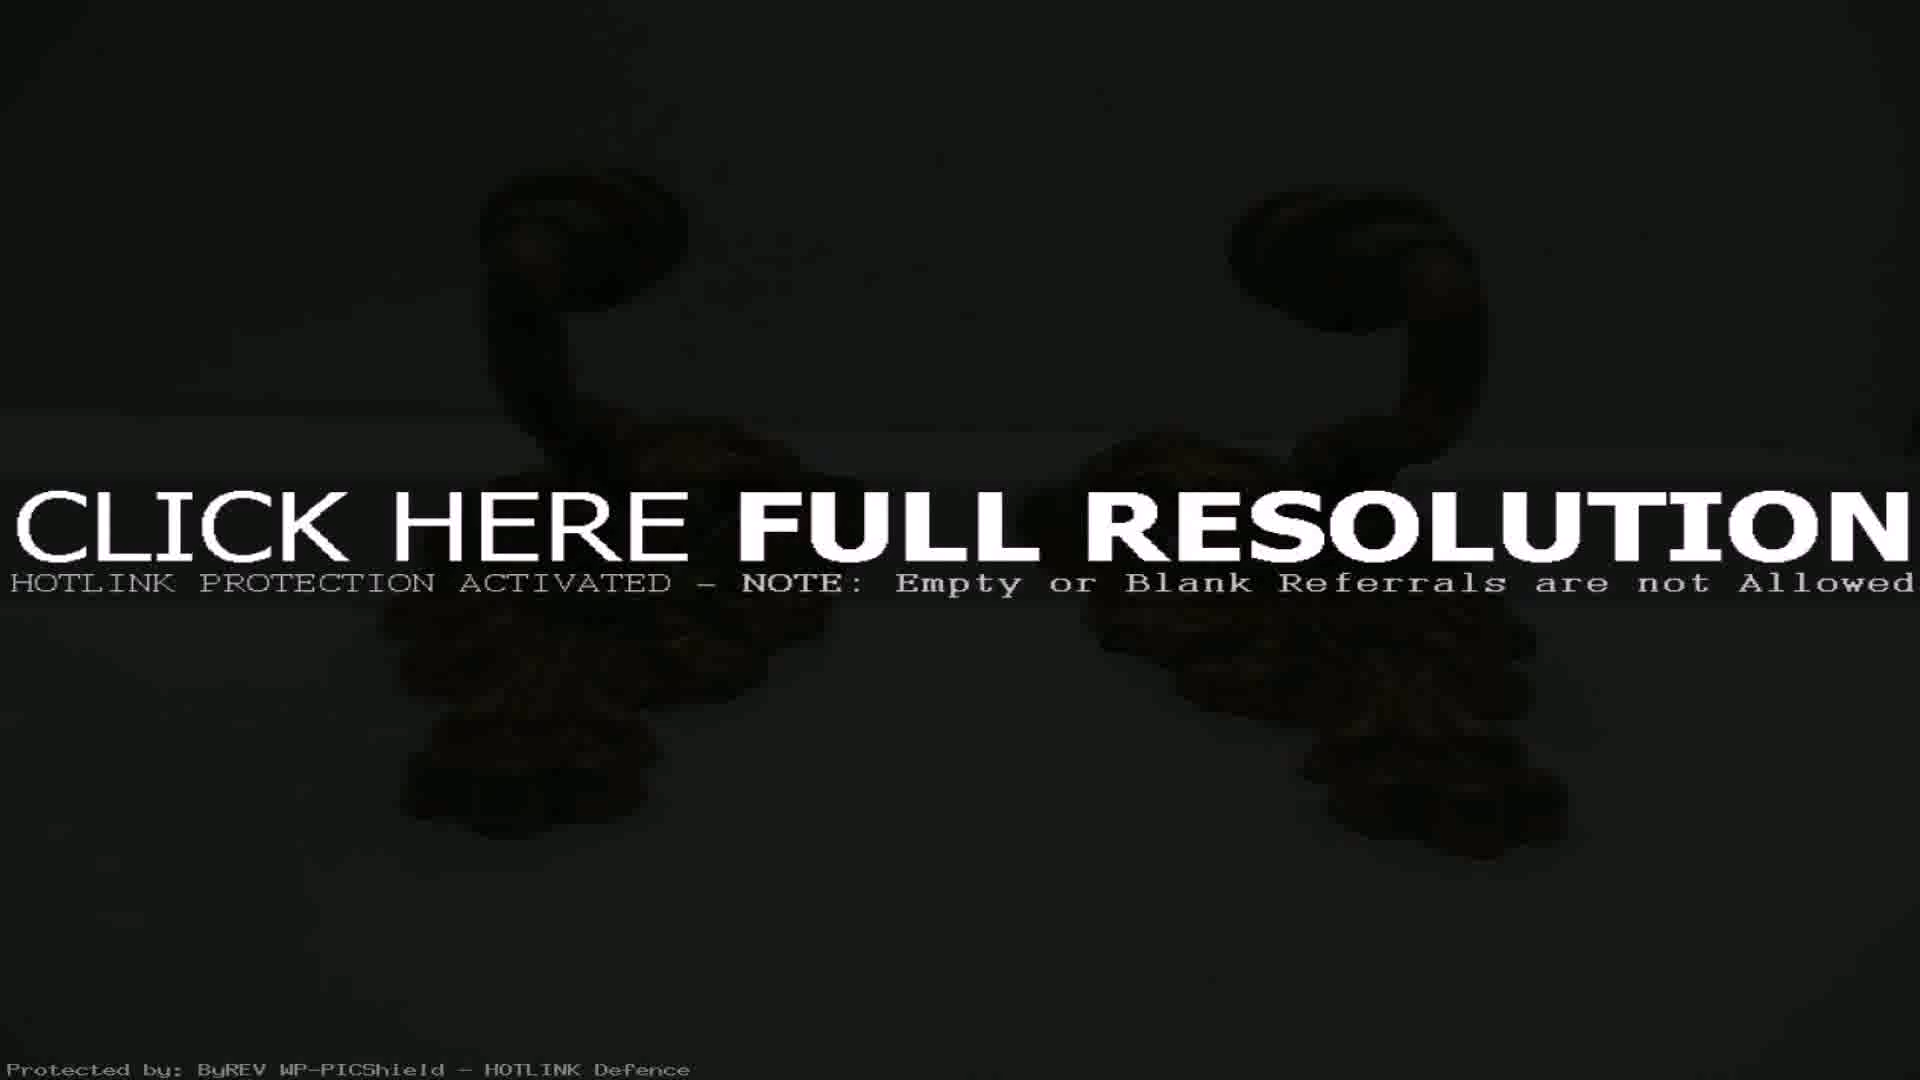 CLICK HERE FULL RESOLUTION
HOTLINK PROTECTION ACTIVATED - NOTE: Empty or Blank Referrals are not Allowed
Protected by: ByREV WP-PICShield - HOTLINK Defence